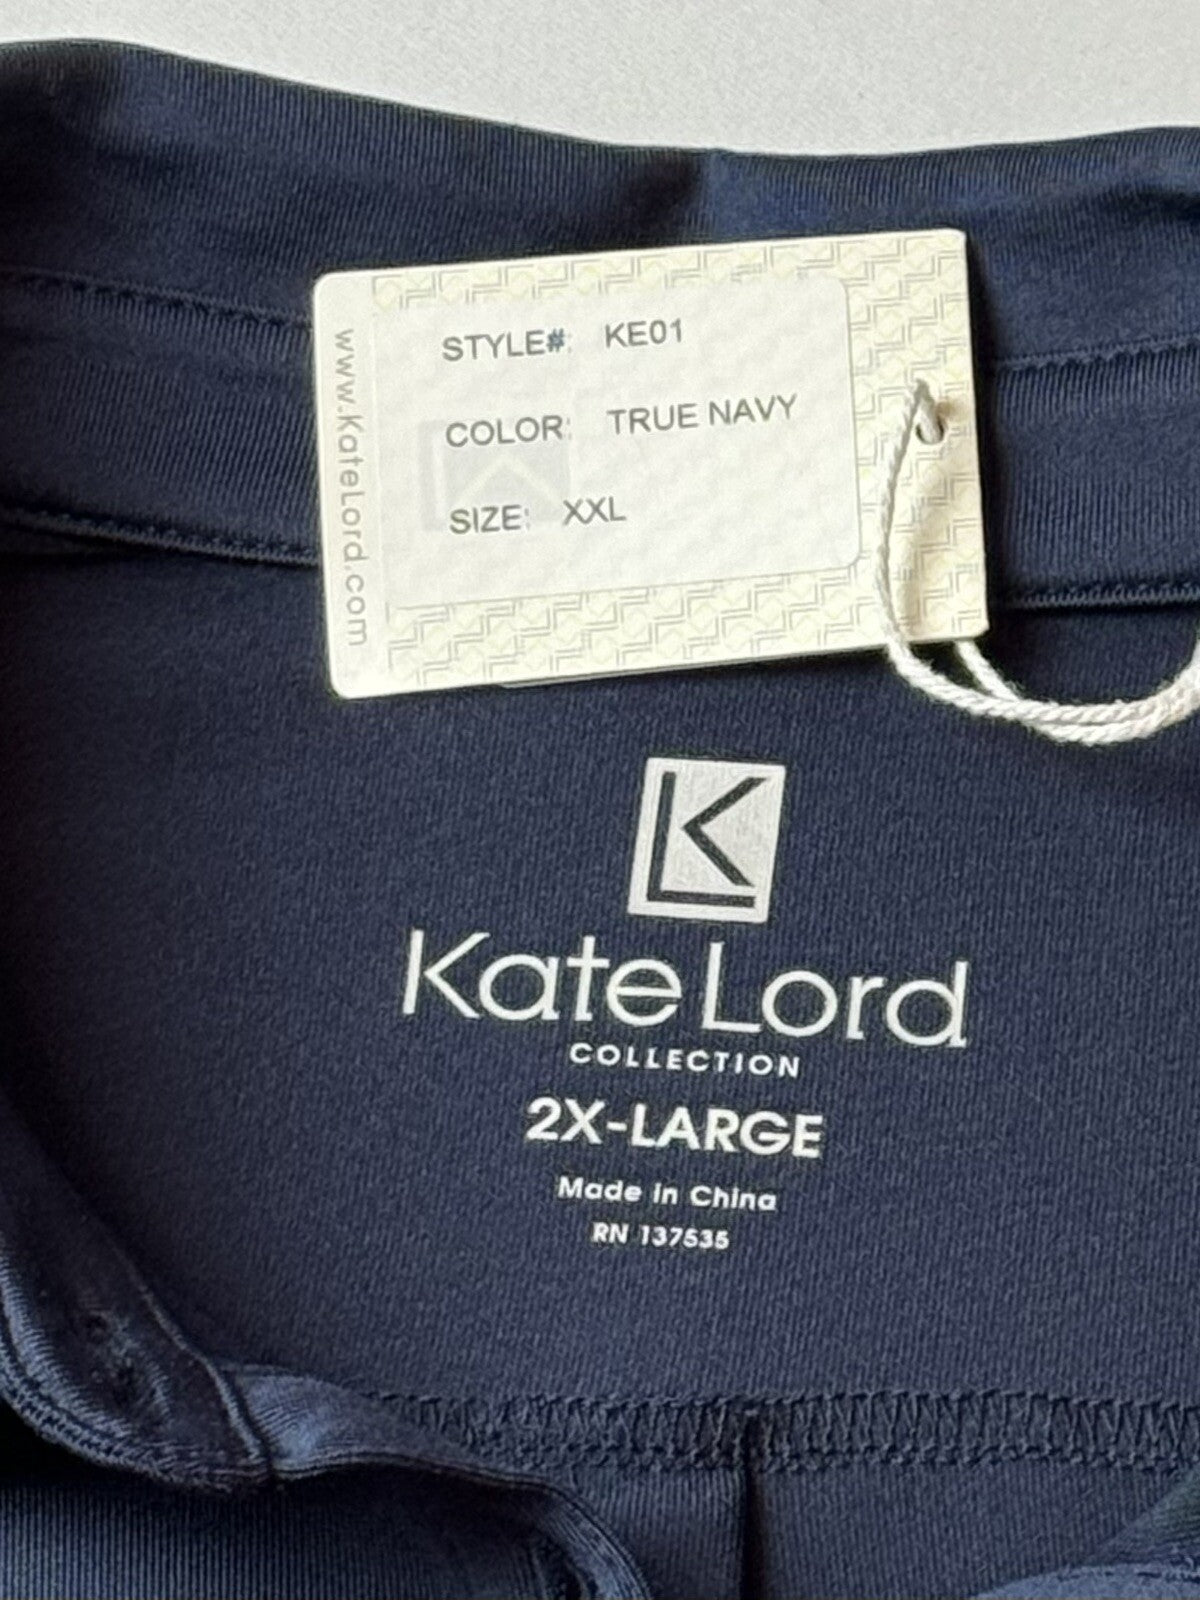 STYLE#: KE01
COLOR: TRUE NAVY
SIZE: XXL
www.KateLord.com
LK
Kate Lord
COLLECTION
2X-LARGE
Made in China
RN 137535